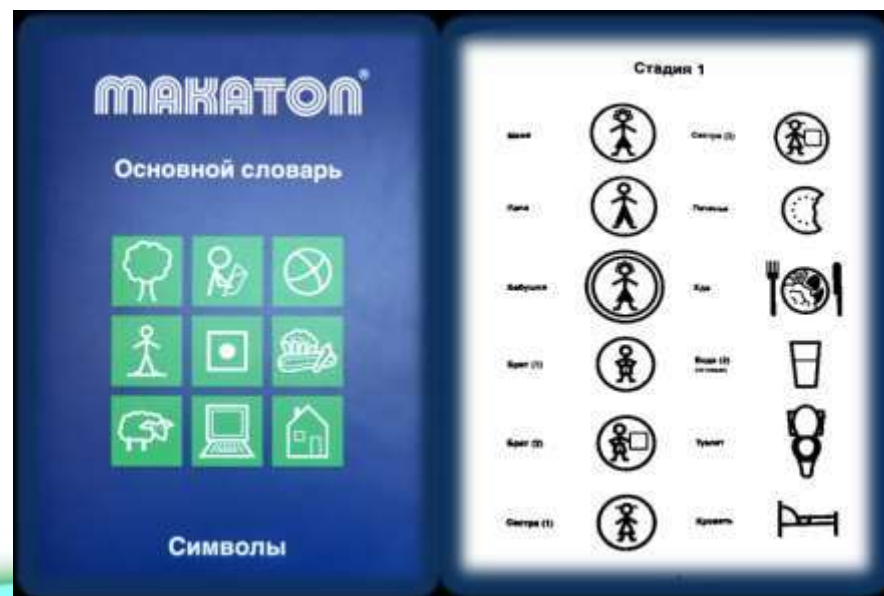 МАКАТОН®
Основной словарь
Символы
Стадия 1
Мама
Папа
Бабушка
Брат (1)
Брат (2)
Сестра (1)
Сестра (2)
Печенье
Еда
Вода (2)
Туалет
Кровать